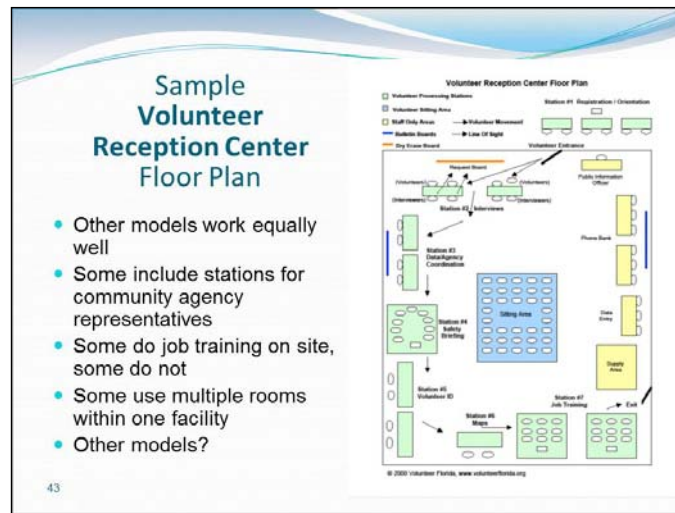 Sample
Volunteer
Reception Center
Floor Plan
• Other models work equally
well
• Some include stations for
community agency
representatives
• Some do job training on site,
some do not
• Some use multiple rooms
within one facility
• Other models?
43
Volunteer Reception Center Floor Plan
Volunteer Processing Stations
Volunteer Sitting Area
Staff Only Areas
Volunteer Movement
Bulletin Boards
Line Of Sight
Dry Erase Board
Station #1 Registration / Orientation
Volunteer Entrance
Request Board
Public Information
Officer
(Volunteers)
(Volunteers)
(Interviewers)
(Interviewers)
Station #2 Interviews
Station #3
Data/Agency
Coordination
Phone Bank
Sitting Area
Station #4
Safety
Briefing
Data
Entry
Supply
Area
Station #5
Volunteer ID
Station #6
Maps
Station #7
Job Training
Exit
© 2000 Volunteer Florida, www.volunteerflorida.org